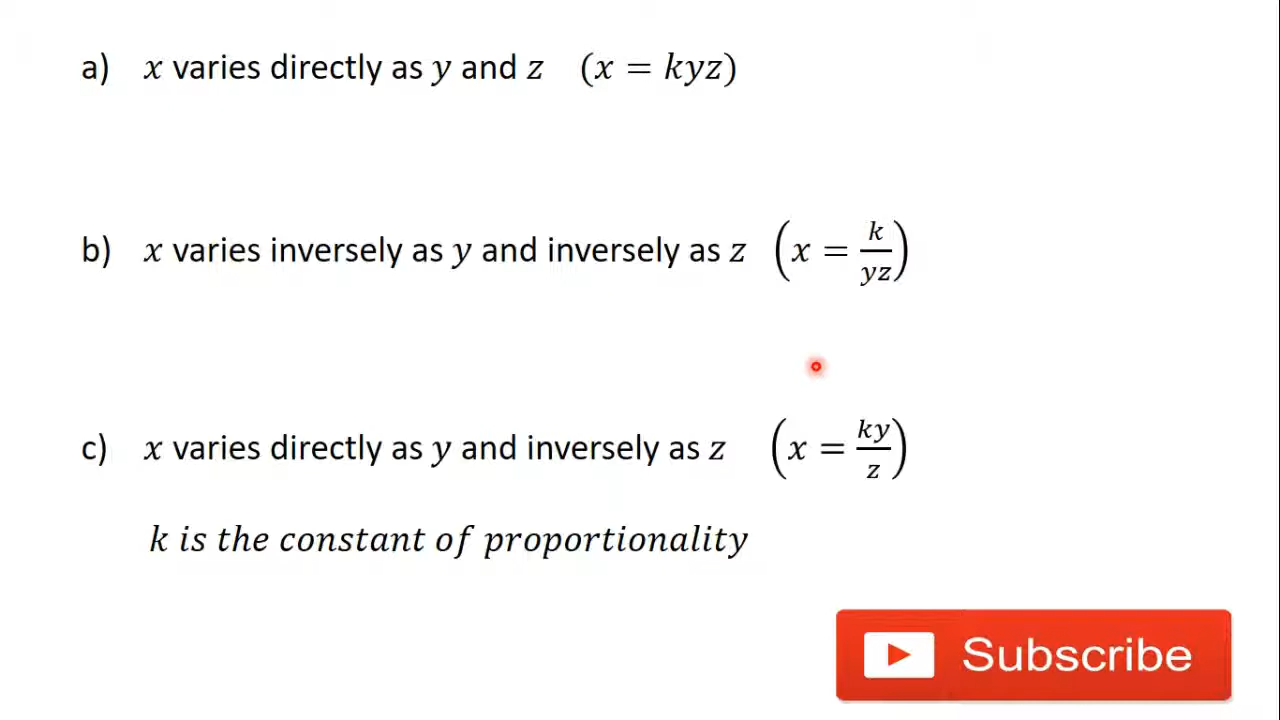 a) x varies directly as y and z (x = kyz)
b) x varies inversely as y and inversely as z (x = k/yz)
c) x varies directly as y and inversely as z (x = ky/z)
k is the constant of proportionality
Subscribe